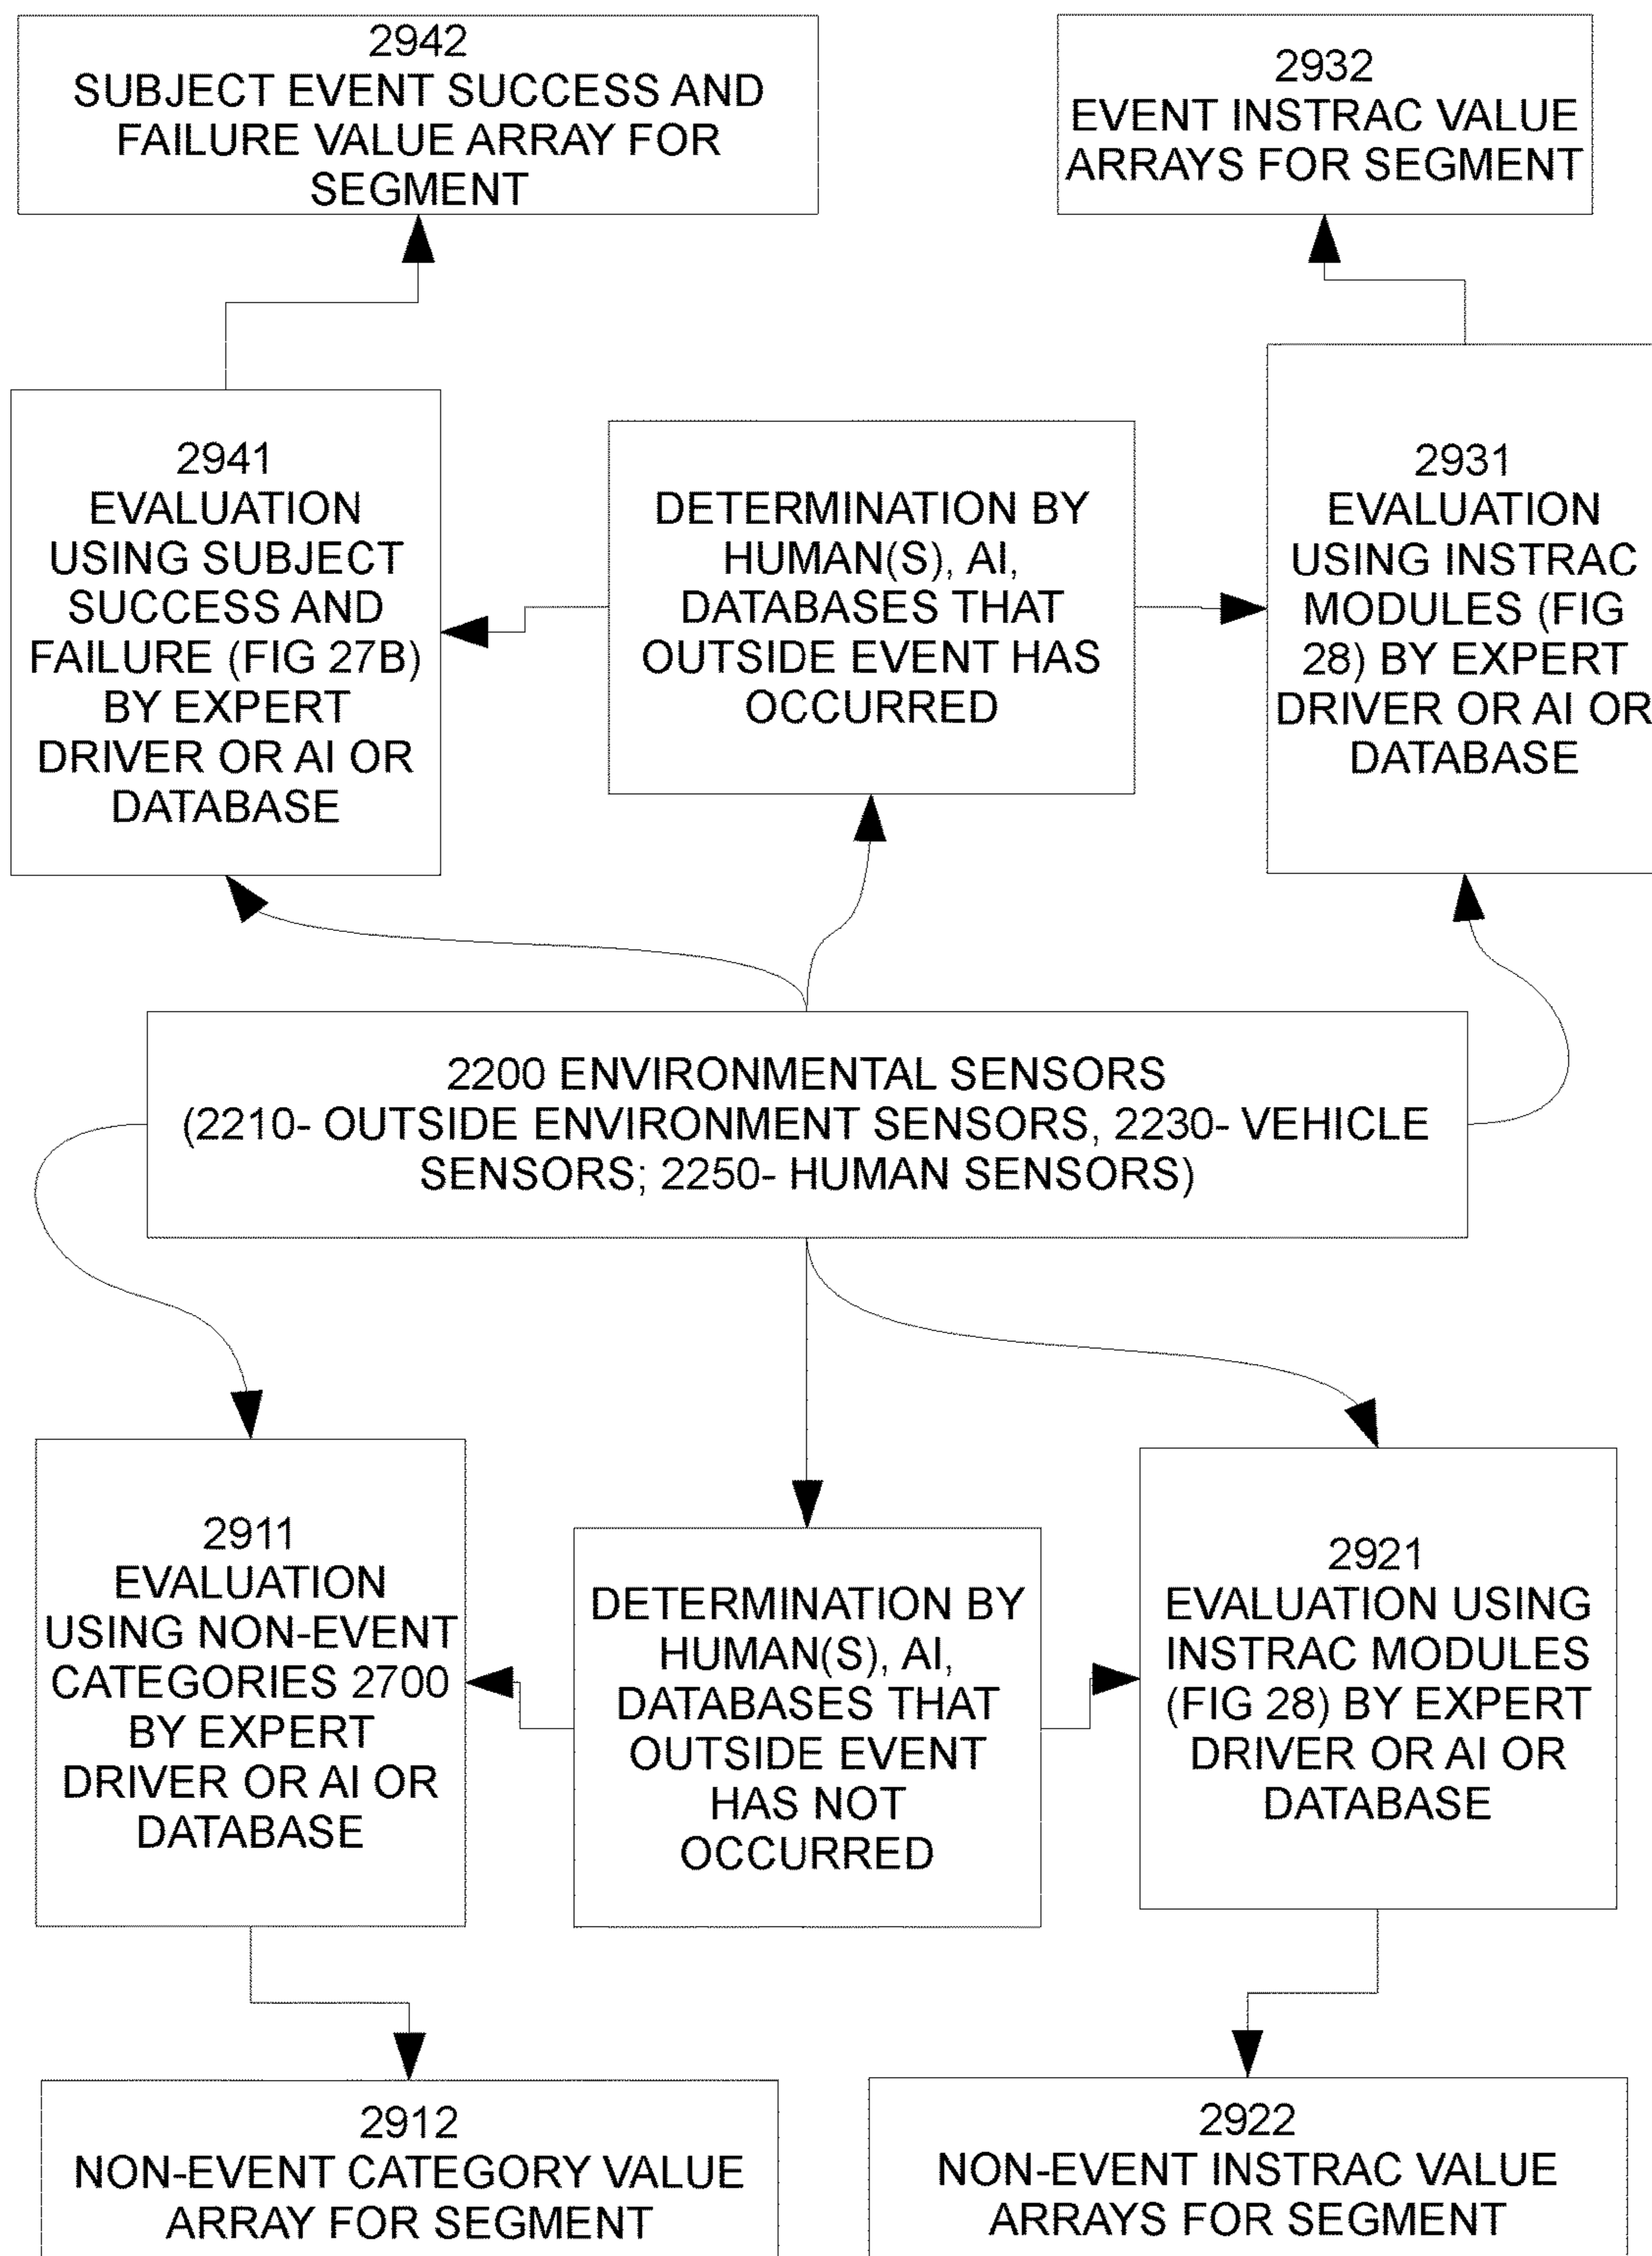 2942
SUBJECT EVENT SUCCESS AND
FAILURE VALUE ARRAY FOR
SEGMENT
2932
EVENT INSTRAC VALUE
ARRAYS FOR SEGMENT
2941
EVALUATION
USING SUBJECT
SUCCESS AND
FAILURE (FIG 27B)
BY EXPERT
DRIVER OR AI OR
DATABASE
DETERMINATION BY
HUMAN(S), AI,
DATABASES THAT
OUTSIDE EVENT HAS
OCCURRED
2931
EVALUATION
USING INSTRAC
MODULES (FIG
28) BY EXPERT
DRIVER OR AI OR
DATABASE
2200 ENVIRONMENTAL SENSORS
(2210- OUTSIDE ENVIRONMENT SENSORS, 2230- VEHICLE
SENSORS; 2250- HUMAN SENSORS)
2911
EVALUATION
USING NON-EVENT
CATEGORIES 2700
BY EXPERT
DRIVER OR AI OR
DATABASE
DETERMINATION BY
HUMAN(S), AI,
DATABASES THAT
OUTSIDE EVENT
HAS NOT
OCCURRED
2921
EVALUATION USING
INSTRAC MODULES
(FIG 28) BY EXPERT
DRIVER OR AI OR
DATABASE
2912
NON-EVENT CATEGORY VALUE
ARRAY FOR SEGMENT
2922
NON-EVENT INSTRAC VALUE
ARRAYS FOR SEGMENT